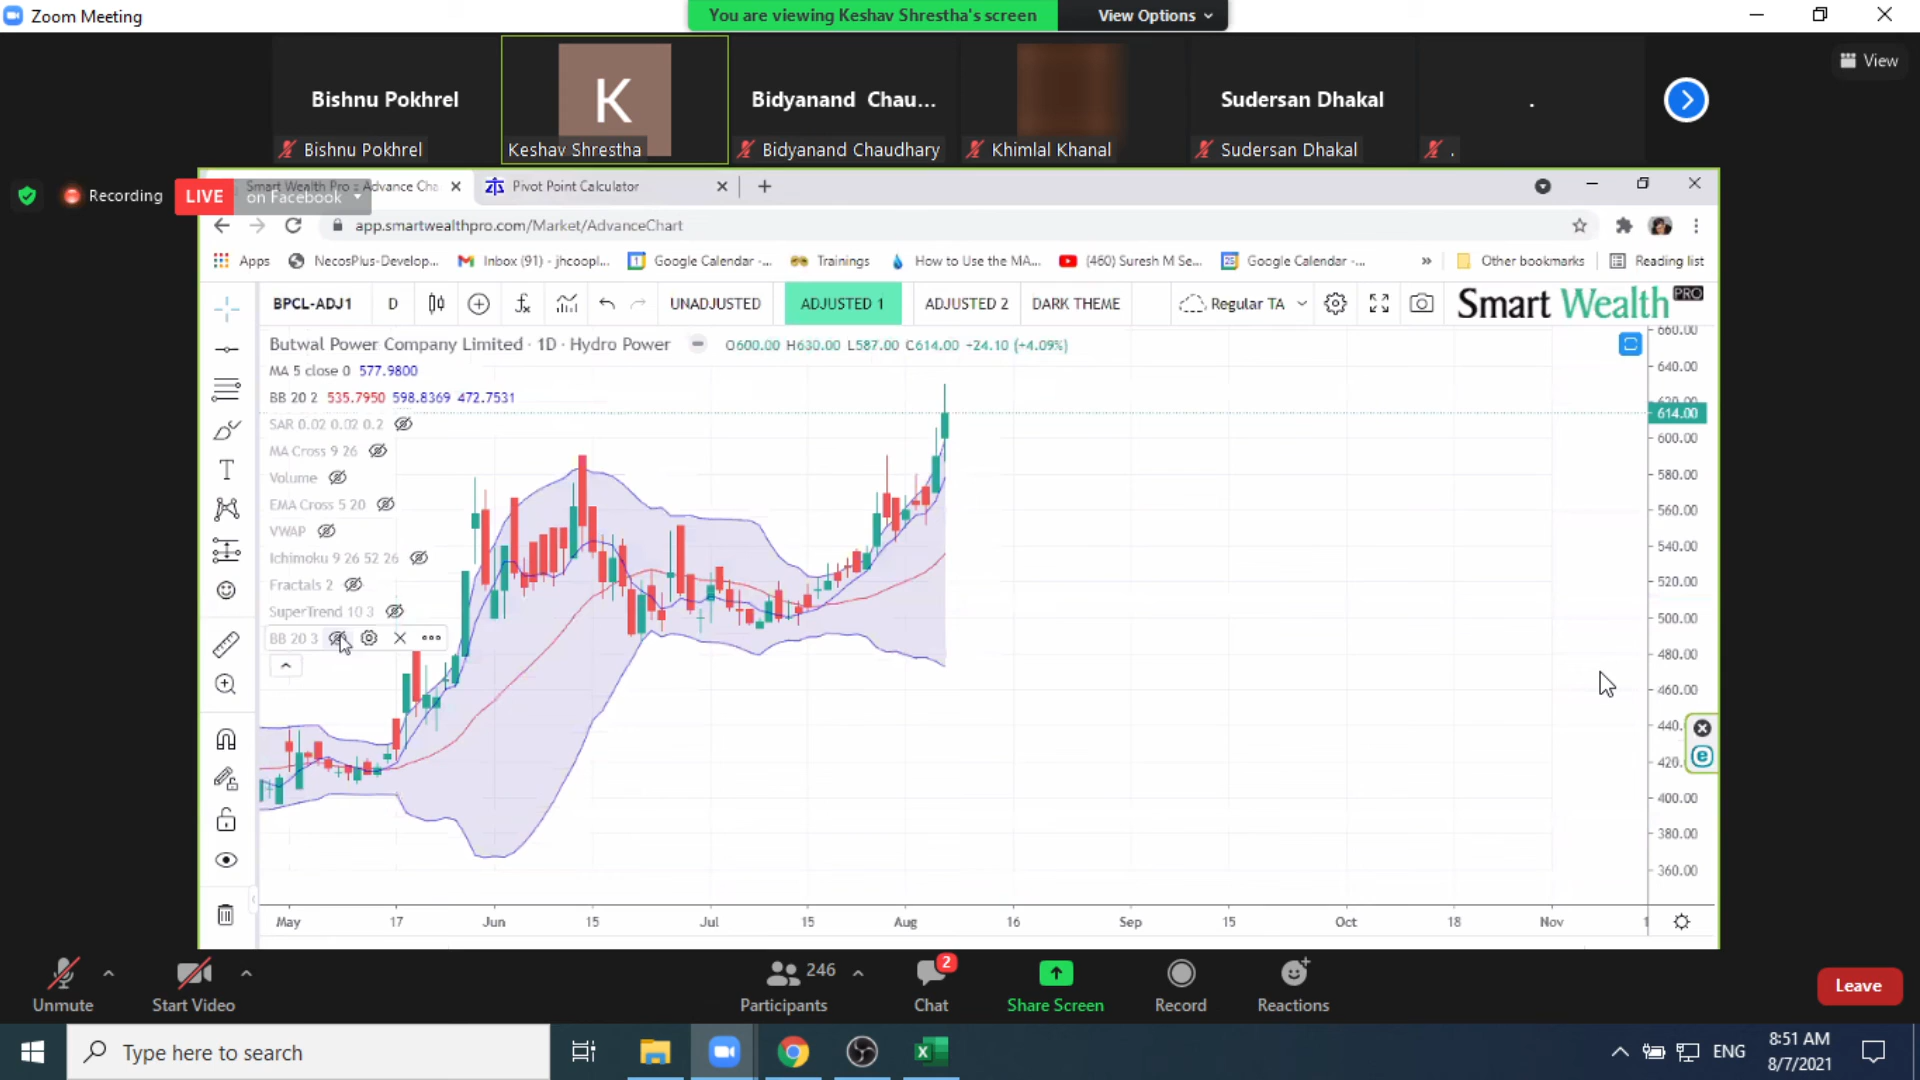 Zoom Meeting
You are viewing Keshav Shrestha's screen
View Options
View
Bishnu Pokhrel
K
Bidyanand Chau...
Sudersan Dhakal
.
Bishnu Pokhrel
Keshav Shrestha
Bidyanand Chaudhary
Khimlal Khanal
Sudersan Dhakal
.
Recording
LIVE
on Facebook
Smart Wealth Pro :: Advance Cha
Pivot Point Calculator
app.smartwealthpro.com/Market/AdvanceChart
Apps
NecosPlus-Develop...
Inbox (91) - jhcoopl...
Google Calendar -...
Trainings
How to Use the MA...
(460) Suresh M Se...
Google Calendar -...
»
Other bookmarks
Reading list
BPCL-ADJ1
D
UNADJUSTED
ADJUSTED 1
ADJUSTED 2
DARK THEME
Regular TA
Smart Wealth PRO
Butwal Power Company Limited · 1D · Hydro Power
O600.00 H630.00 L587.00 C614.00 +24.10 (+4.09%)
MA 5 close 0 577.9800
BB 20 2 535.7950 598.8369 472.7531
SAR 0.02 0.02 0.2
MA Cross 9 26
Volume
EMA Cross 5 20
VWAP
Ichimoku 9 26 52 26
Fractals 2
SuperTrend 10 3
BB 20 3
660.00
640.00
620.00
614.00
600.00
580.00
560.00
540.00
520.00
500.00
480.00
460.00
440.
420.
400.00
380.00
360.00
May
17
Jun
15
Jul
15
Aug
16
Sep
15
Oct
18
Nov
1
Unmute
Start Video
246
Participants
2
Chat
Share Screen
Record
Reactions
Leave
Type here to search
ENG
8:51 AM
8/7/2021